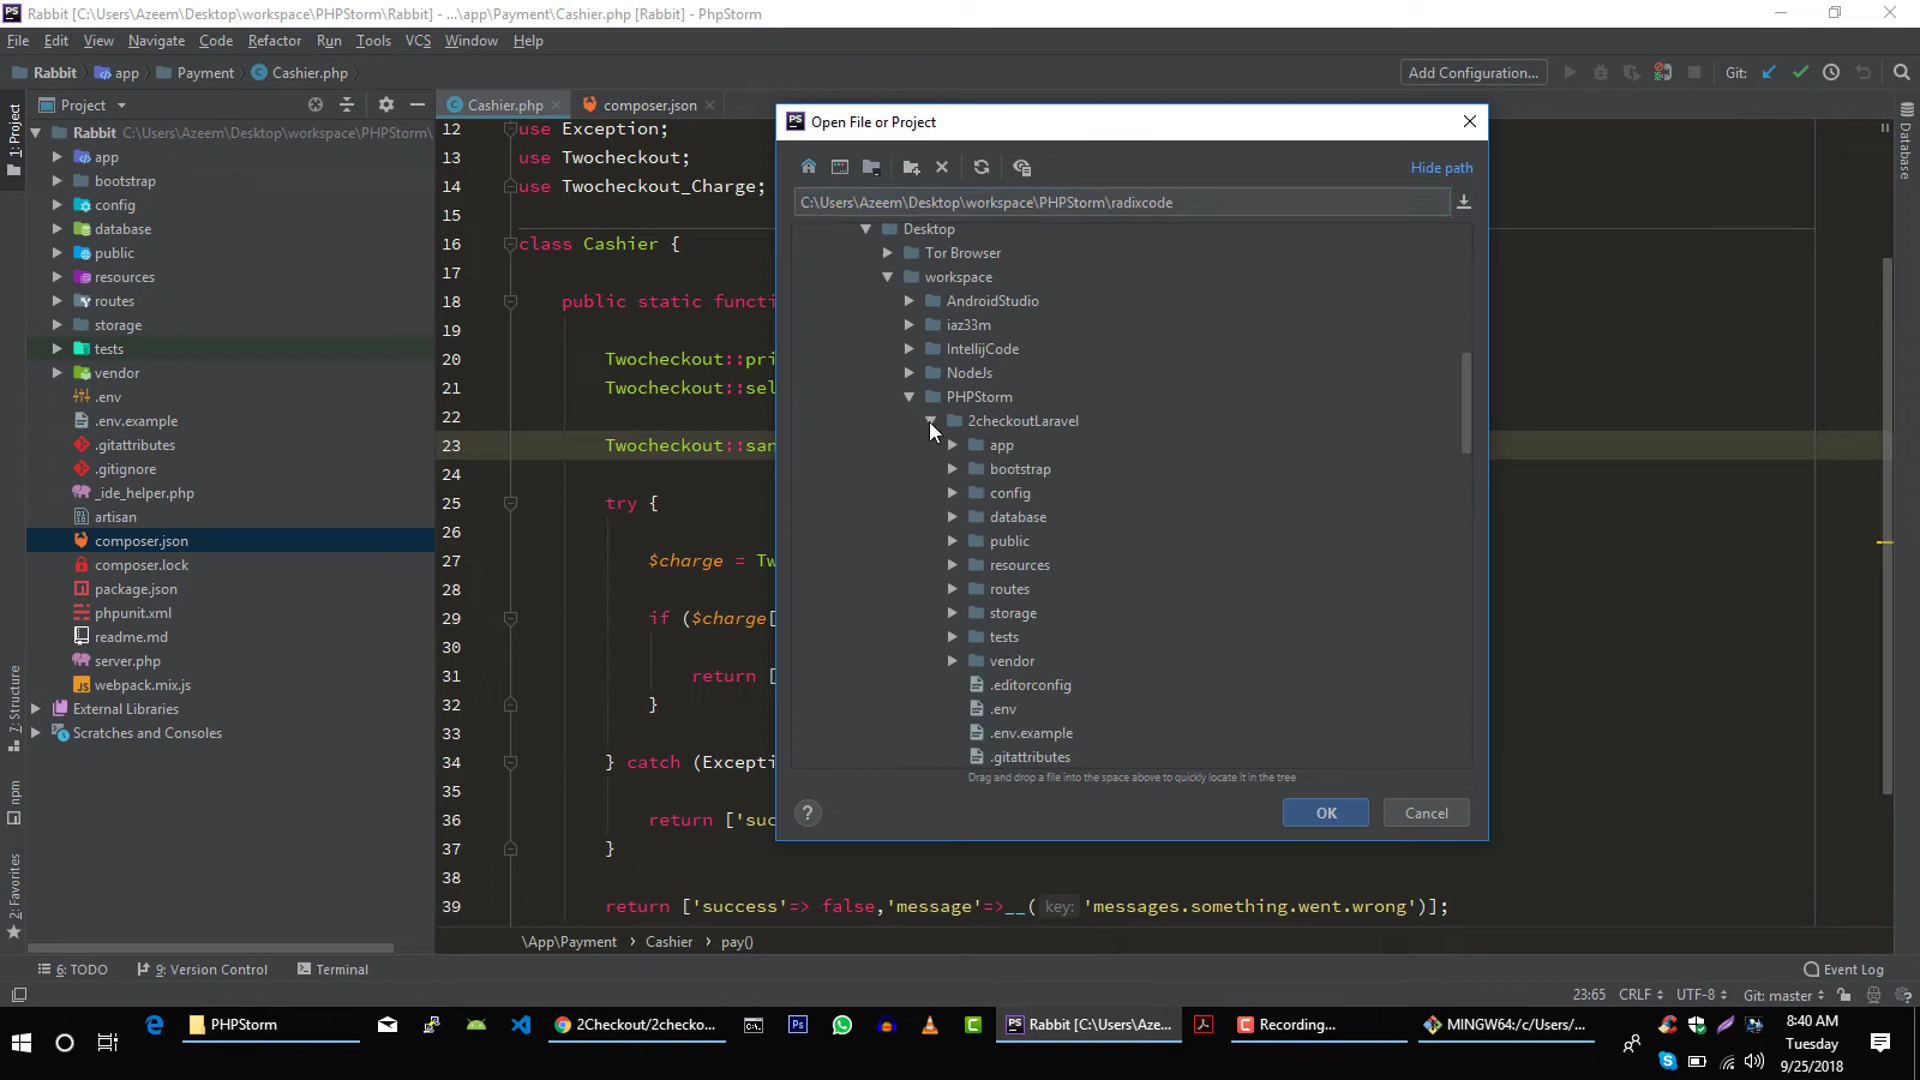 Rabbit [C:\Users\Azeem\Desktop\workspace\PHPStorm\Rabbit] - ...\app\Payment\Cashier.php [Rabbit] - PhpStorm
File Edit View Navigate Code Refactor Run Tools VCS Window Help
Rabbit app Payment Cashier.php
Add Configuration...
Git:
Project
Cashier.php
composer.json
1: Project
7: Structure
npm
2: Favorites
Database
Rabbit C:\Users\Azeem\Desktop\workspace\PHPStorm\
app
bootstrap
config
database
public
resources
routes
storage
tests
vendor
.env
.env.example
.gitattributes
.gitignore
_ide_helper.php
artisan
composer.json
composer.lock
package.json
phpunit.xml
readme.md
server.php
webpack.mix.js
External Libraries
Scratches and Consoles
12 use Exception;
13 use Twocheckout;
14 use Twocheckout_Charge;
15
16 class Cashier {
17
18 public static functi
19
20 Twocheckout::pri
21 Twocheckout::sel
22
23 Twocheckout::san
24
25 try {
26
27 $charge = Tw
28
29 if ($charge[
30
31 return [
32 }
33
34 } catch (Excepti
35
36 return ['suc
37 }
38
39 return ['success'=> false,'message'=>__( key: 'messages.something.went.wrong')];
\App\Payment › Cashier › pay()
Open File or Project
Hide path
C:\Users\Azeem\Desktop\workspace\PHPStorm\radixcode
Desktop
Tor Browser
workspace
AndroidStudio
iaz33m
IntellijCode
NodeJs
PHPStorm
2checkoutLaravel
app
bootstrap
config
database
public
resources
routes
storage
tests
vendor
.editorconfig
.env
.env.example
.gitattributes
Drag and drop a file into the space above to quickly locate it in the tree
? OK Cancel
6: TODO 9: Version Control Terminal Event Log
23:65 CRLF UTF-8 Git: master
PHPStorm
2Checkout/2checko...
Rabbit [C:\Users\Aze...
Recording...
MINGW64:/c/Users/...
8:40 AM
Tuesday
9/25/2018